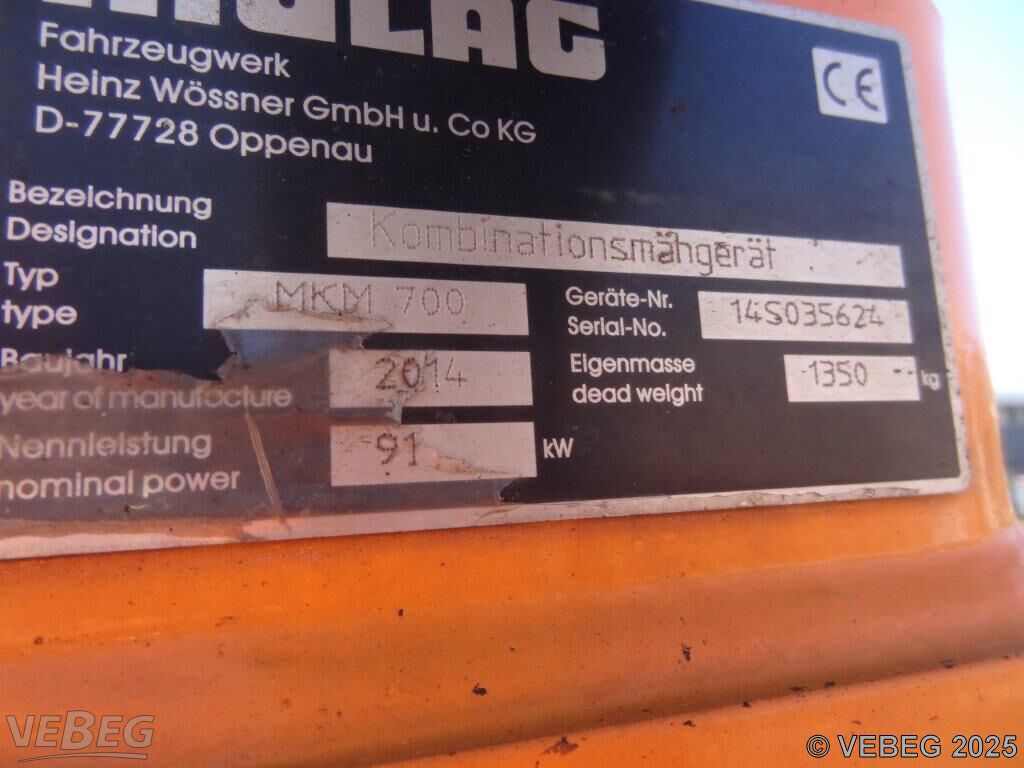 MULAG
Fahrzeugwerk
Heinz Wössner GmbH u. Co KG
D-77728 Oppenau
CE
Bezeichnung
Designation
Kombinationsmähgerät
Typ
type
MKM 700
Geräte-Nr.
Serial-No.
14S035624
Baujahr
year of manufacture
2014
Eigenmasse
dead weight
1350 -- kg
Nennleistung
nominal power
91 kW
VEBEG
© VEBEG 2025